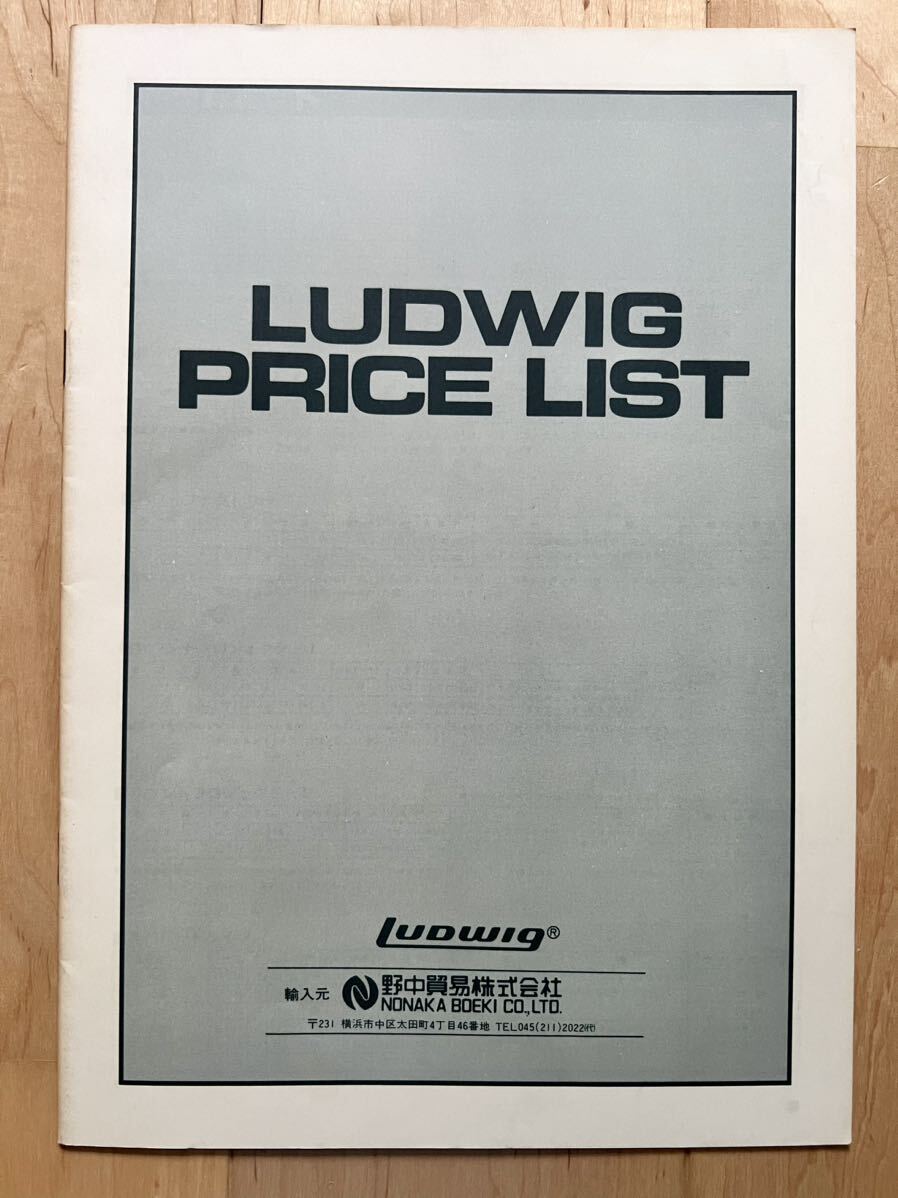 LUDWIG
PRICE LIST
Ludwig®
輸入元 野中貿易株式会社
NONAKA BOEKI CO.,LTD.
〒231 横浜市中区太田町4丁目46番地 TEL045(211)2022㈹